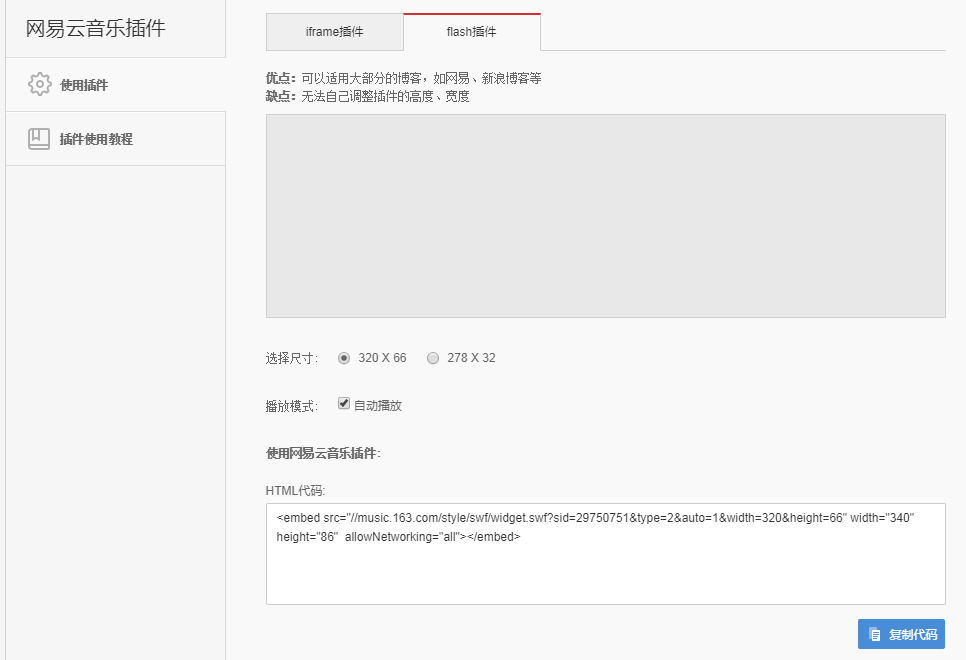 网易云音乐插件
使用插件
插件使用教程
iframe插件
flash插件
优点：可以适用大部分的博客，如网易、新浪博客等
缺点：无法自己调整插件的高度、宽度
选择尺寸： 320 X 66 278 X 32
播放模式： 自动播放
使用网易云音乐插件：
HTML代码:
<embed src="//music.163.com/style/swf/widget.swf?sid=29750751&type=2&auto=1&width=320&height=66" width="340"
height="86"  allowNetworking="all"></embed>
复制代码